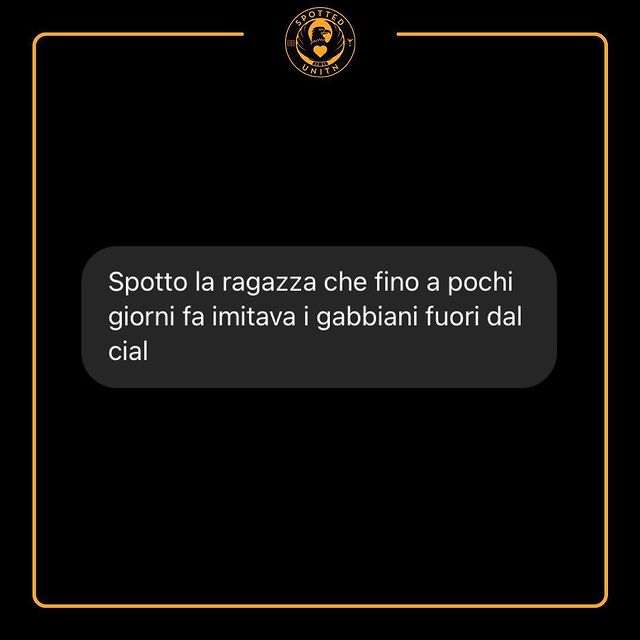 SPOTTED
UNITN
Spotto la ragazza che fino a pochi
giorni fa imitava i gabbiani fuori dal
cial